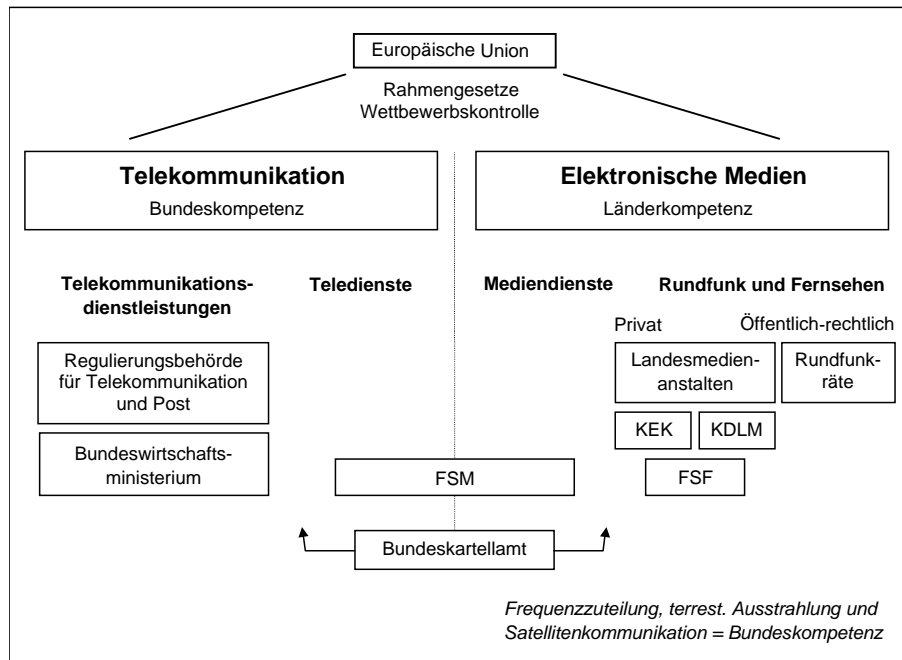 Europäische Union
Rahmengesetze
Wettbewerbskontrolle
Telekommunikation
Bundeskompetenz
Elektronische Medien
Länderkompetenz
Telekommunikations-
dienstleistungen
Teledienste
Mediendienste
Rundfunk und Fernsehen
Privat
Öffentlich-rechtlich
Regulierungsbehörde
für Telekommunikation
und Post
Landesmedien-
anstalten
Rundfunk-
räte
KEK
KDLM
Bundeswirtschafts-
ministerium
FSM
FSF
Bundeskartellamt
Frequenzzuteilung, terrest. Ausstrahlung und
Satellitenkommunikation = Bundeskompetenz